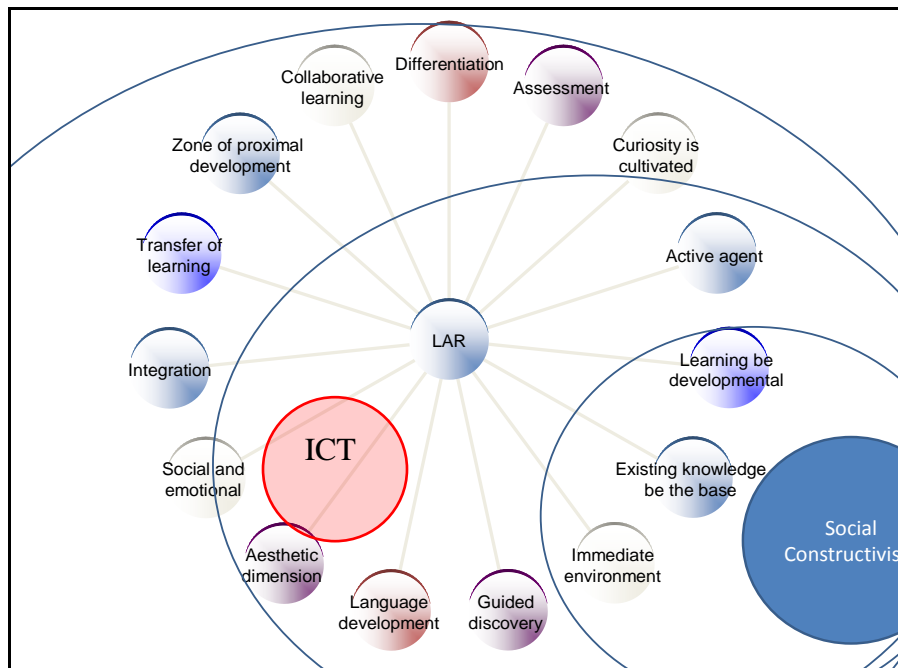 Differentiation
Collaborative
learning
Assessment
Zone of proximal
development
Curiosity is
cultivated
Transfer of
learning
Active agent
LAR
Integration
Learning be
developmental
ICT
Social and
emotional
Existing knowledge
be the base
Social
Constructivis
Aesthetic
dimension
Immediate
environment
Language
development
Guided
discovery